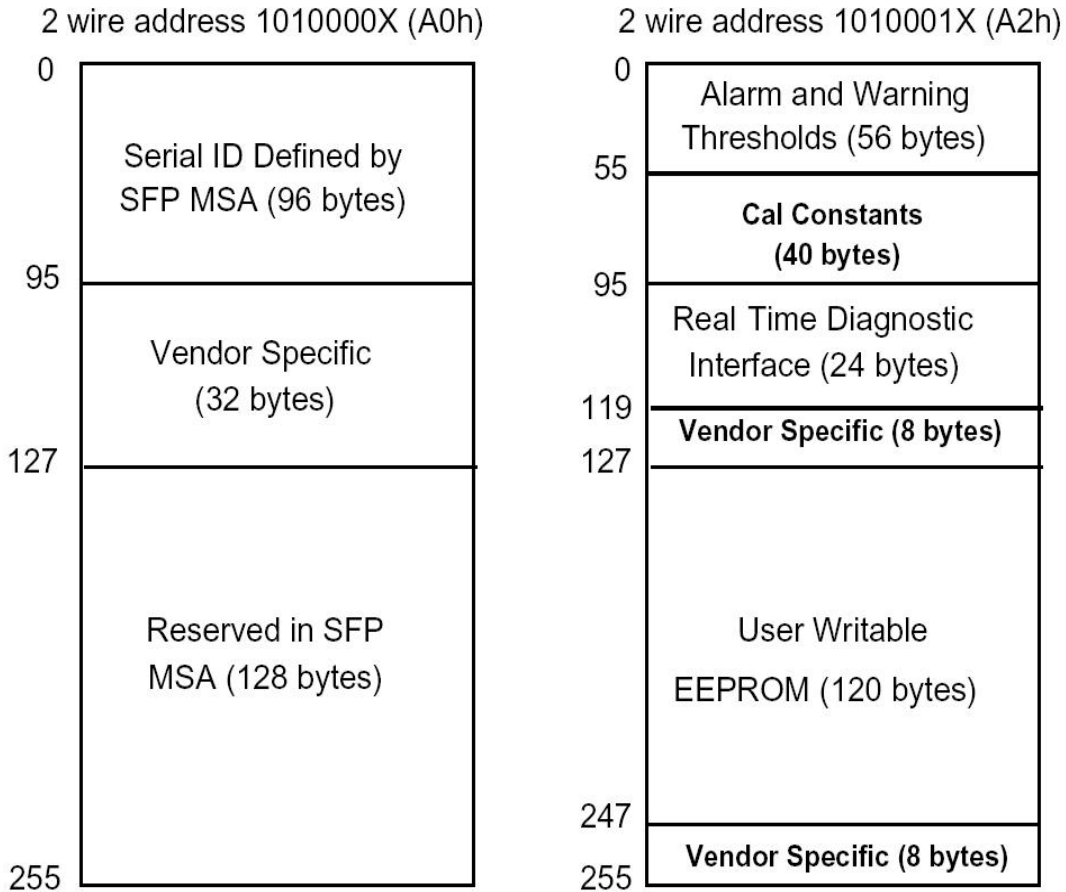 2 wire address 1010000X (A0h)
0
Serial ID Defined by
SFP MSA (96 bytes)
95
Vendor Specific
(32 bytes)
127
Reserved in SFP
MSA (128 bytes)
255
2 wire address 1010001X (A2h)
0
Alarm and Warning
Thresholds (56 bytes)
55
Cal Constants
(40 bytes)
95
Real Time Diagnostic
Interface (24 bytes)
119
Vendor Specific (8 bytes)
127
User Writable
EEPROM (120 bytes)
247
Vendor Specific (8 bytes)
255